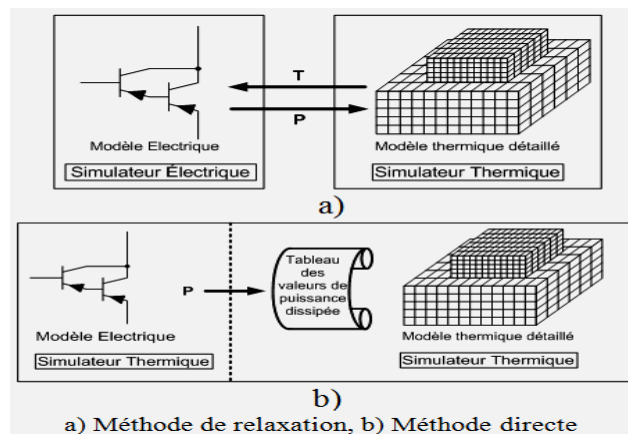 T
P
Modèle Electrique
Simulateur Électrique
Modèle thermique détaillé
Simulateur Thermique
a)
P
Tableau
des
valeurs de
puissance
dissipée
Modèle Electrique
Simulateur Thermique
Modèle thermique détaillé
Simulateur Thermique
b)
a) Méthode de relaxation, b) Méthode directe